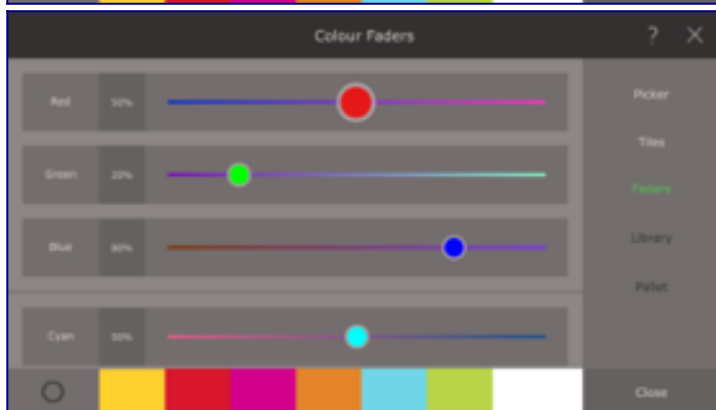 Colour Faders ? X
Red 50%
Picker
Tiles
Green 20%
Faders
Blue 80%
Library
Pallet
Cyan 50%
Close